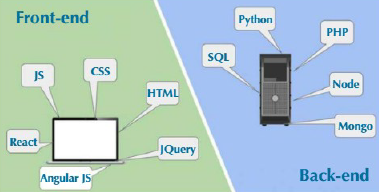 Front-end
JS
CSS
HTML
React
JQuery
Angular JS
Python
PHP
SQL
Node
Mongo
Back-end